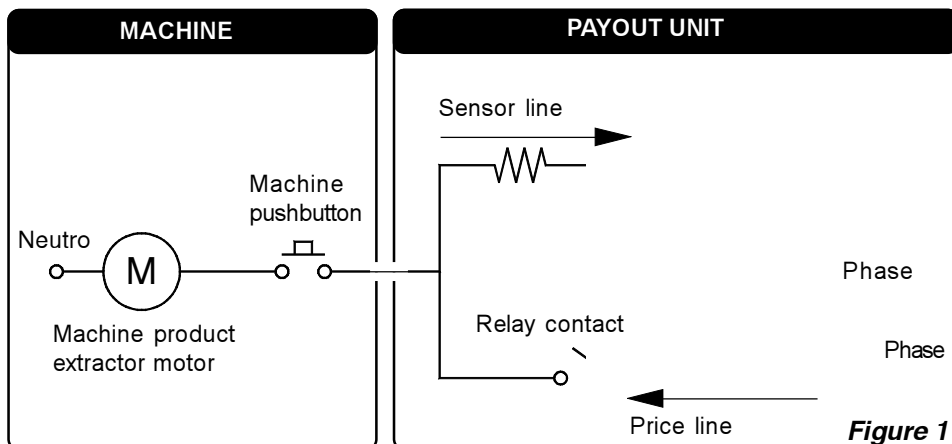 MACHINE
PAYOUT UNIT
Sensor line
Machine
pushbutton
Neutro
M
Phase
Machine product
extractor motor
Relay contact
Phase
Price line
Figure 1